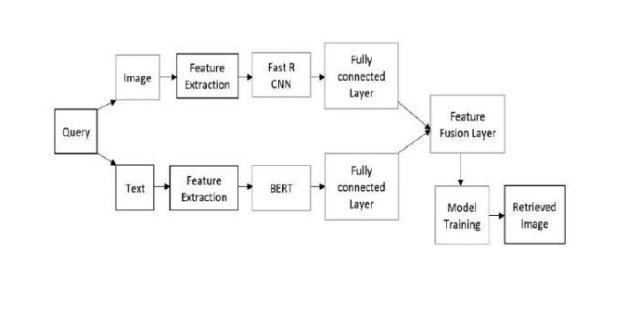 Query
Image
Feature
Extraction
Fast R
CNN
Fully
connected
Layer
Text
Feature
Extraction
BERT
Fully
connected
Layer
Feature
Fusion Layer
Model
Training
Retrieved
Image